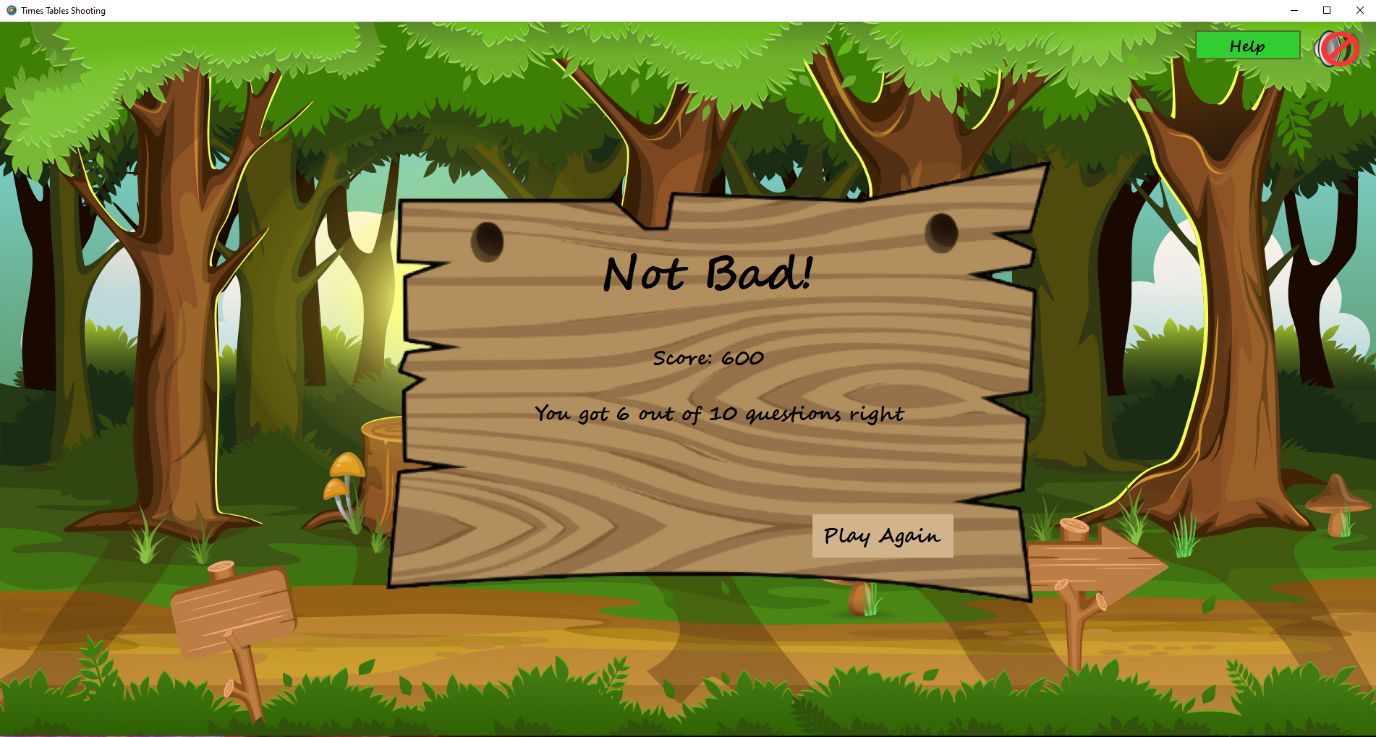 Times Tables Shooting
Help
Not Bad!
Score: 600
You got 6 out of 10 questions right
Play Again